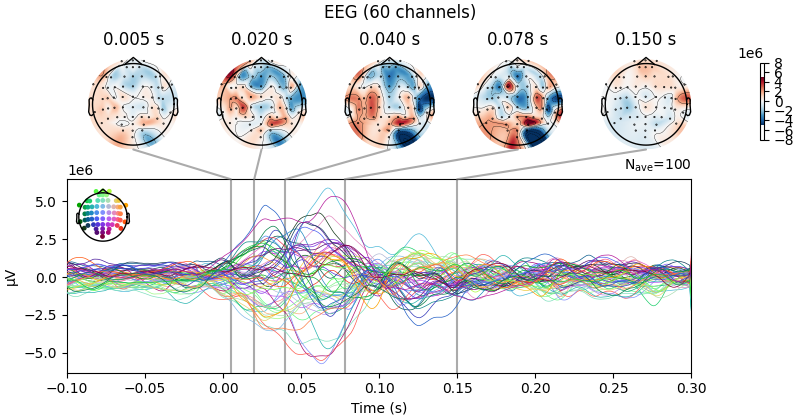 EEG (60 channels)
0.005 s 0.020 s 0.040 s 0.078 s 0.150 s
1e6
8
6
4
2
0
−2
−4
−6
−8
Nave=100
1e6
5.0
2.5
0.0
−2.5
−5.0
µV
−0.10 −0.05 0.00 0.05 0.10 0.15 0.20 0.25 0.30
Time (s)